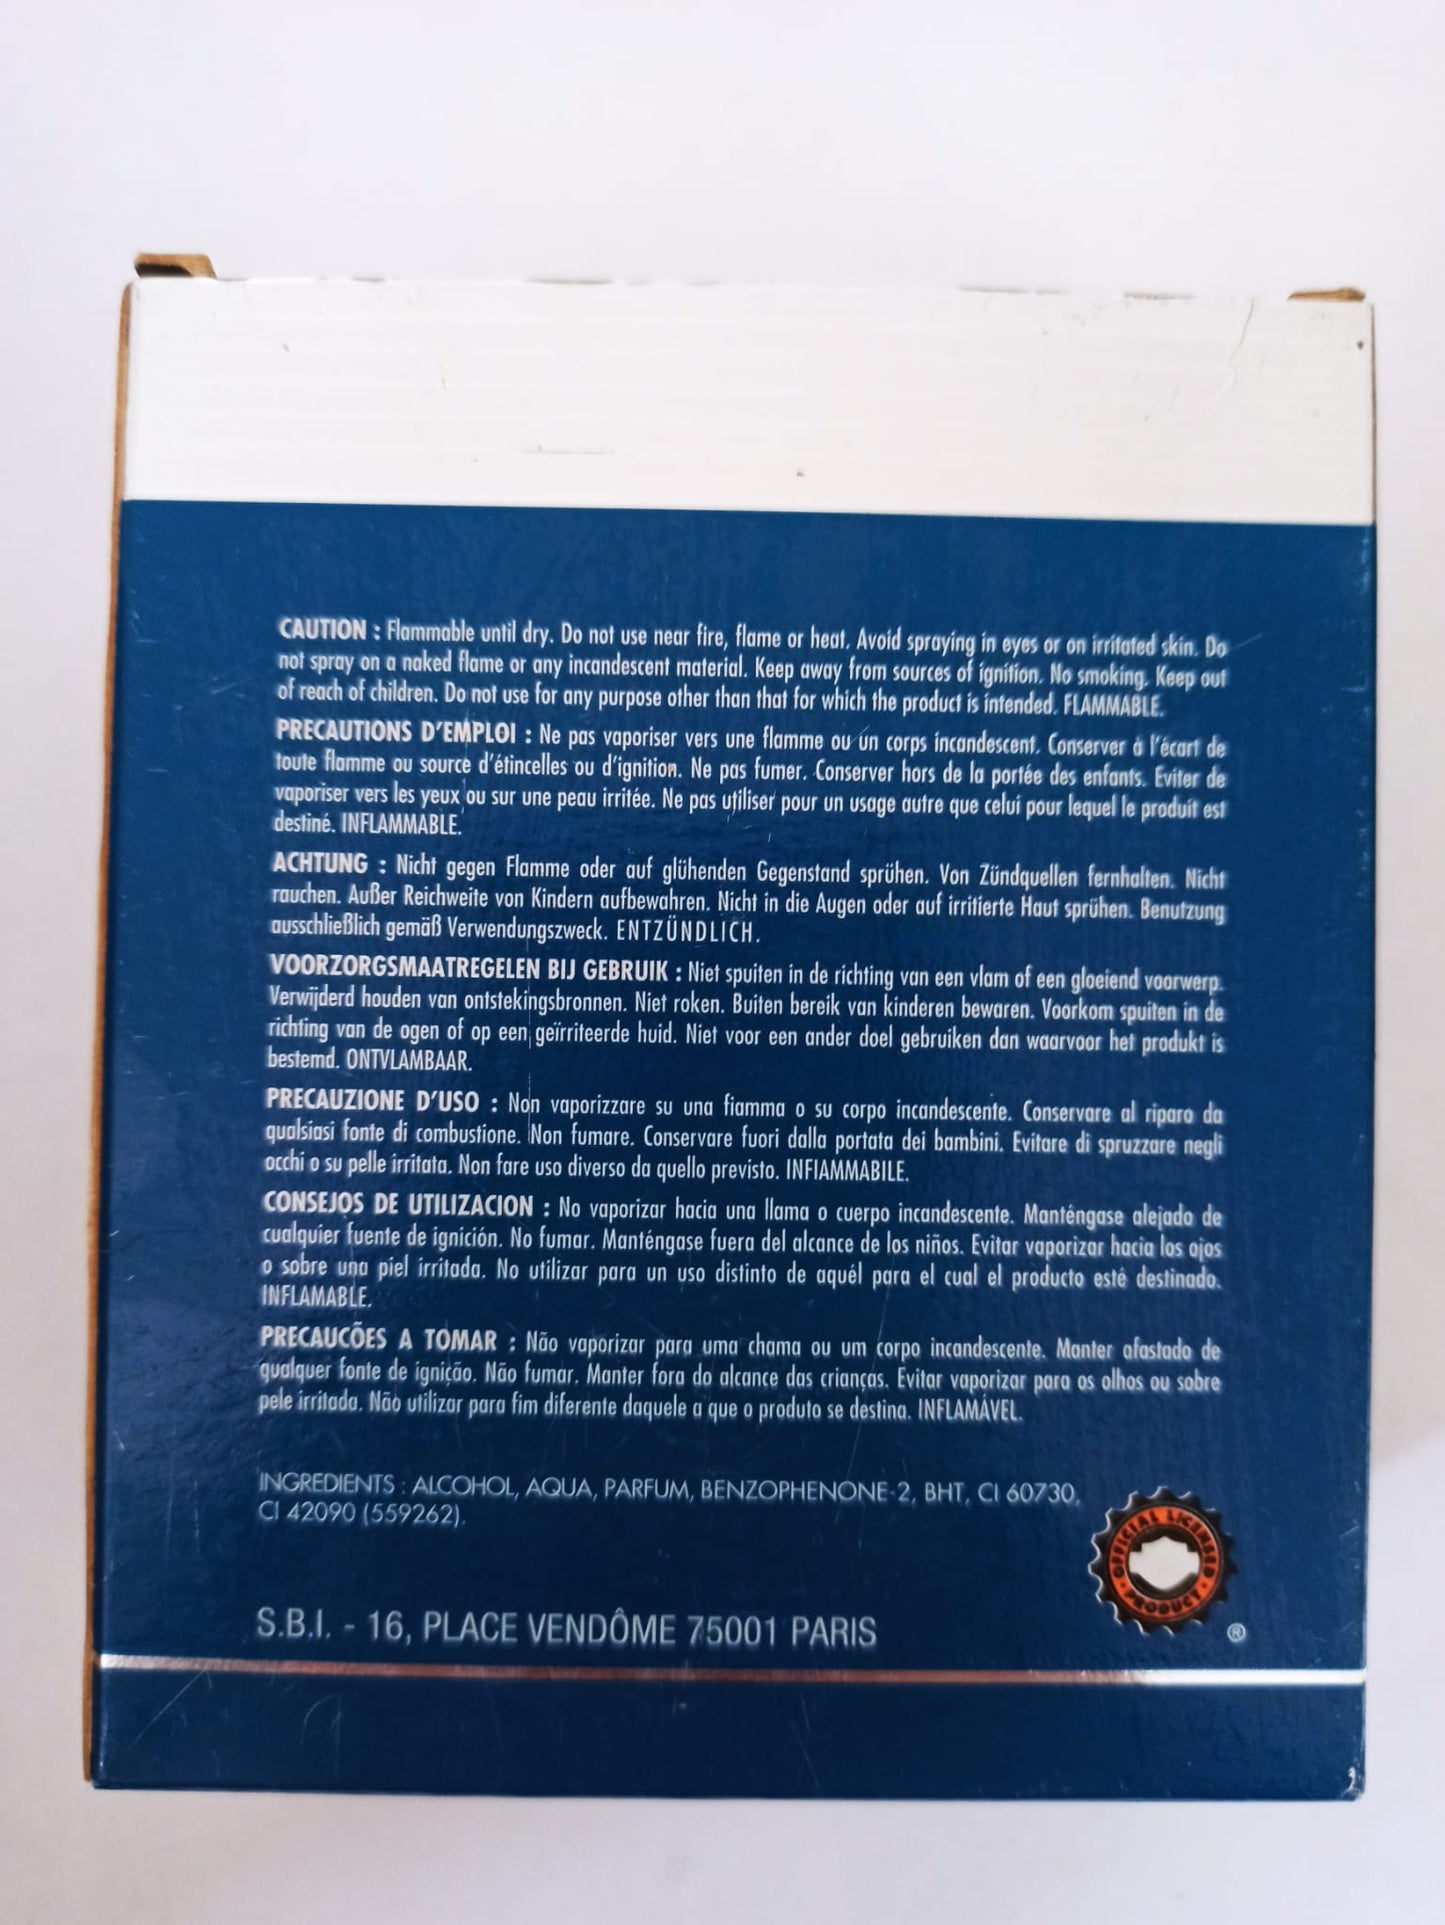 CAUTION : Flammable until dry. Do not use near fire, flame or heat. Avoid spraying in eyes or on irritated skin. Do
not spray on a naked flame or any incandescent material. Keep away from sources of ignition. No smoking. Keep out
of reach of children. Do not use for any purpose other than that for which the product is intended. FLAMMABLE.
PRECAUTIONS D'EMPLOI : Ne pas vaporiser vers une flamme ou un corps incandescent. Conserver à l'écart de
toute flamme ou source d'étincelles ou d'ignition. Ne pas fumer. Conserver hors de la portée des enfants. Eviter de
vaporiser vers les yeux ou sur une peau irritée. Ne pas utiliser pour un usage autre que celui pour lequel le produit est
destiné. INFLAMMABLE.
ACHTUNG : Nicht gegen Flamme oder auf glühenden Gegenstand sprühen. Von Zündquellen fernhalten. Nicht
rauchen. Außer Reichweite von Kindern aufbewahren. Nicht in die Augen oder auf irritierte Haut sprühen. Benutzung
ausschließlich gemäß Verwendungszweck. ENTZÜNDLICH.
VOORZORGSMAATREGELEN BIJ GEBRUIK : Niet spuiten in de richting van een vlam of een gloeiend voorwerp.
Verwijderd houden van ontstekingsbronnen. Niet roken. Buiten bereik van kinderen bewaren. Voorkom spuiten in de
richting van de ogen of op een geïrriteerde huid. Niet voor een ander doel gebruiken dan waarvoor het produkt is
bestemd. ONTVLAMBAAR.
PRECAUZIONE D'USO : Non vaporizzare su una fiamma o su corpo incandescente. Conservare al riparo da
qualsiasi fonte di combustione. Non fumare. Conservare fuori dalla portata dei bambini. Evitare di spruzzare negli
occhi o su pelle irritata. Non fare uso diverso da quello previsto. INFIAMMABILE.
CONSEJOS DE UTILIZACION : No vaporizar hacia una llama o cuerpo incandescente. Manténgase alejado de
cualquier fuente de ignición. No fumar. Manténgase fuera del alcance de los niños. Evitar vaporizar hacia los ojos
o sobre una piel irritada. No utilizar para un uso distinto de aquél para el cual el producto esté destinado.
INFLAMABLE.
PRECAUCÕES A TOMAR : Não vaporizar para uma chama ou um corpo incandescente. Manter afastado de
qualquer fonte de ignição. Não fumar. Manter fora do alcance das crianças. Evitar vaporizar para os olhos ou sobre
pele irritada. Não utilizar para fim diferente daquele a que o produto se destina. INFLAMÁVEL.
INGREDIENTS : ALCOHOL, AQUA, PARFUM, BENZOPHENONE-2, BHT, CI 60730,
CI 42090 (559262).
OFFICIAL LICENSED
PRODUCT
®
S.B.I. - 16, PLACE VENDÔME 75001 PARIS